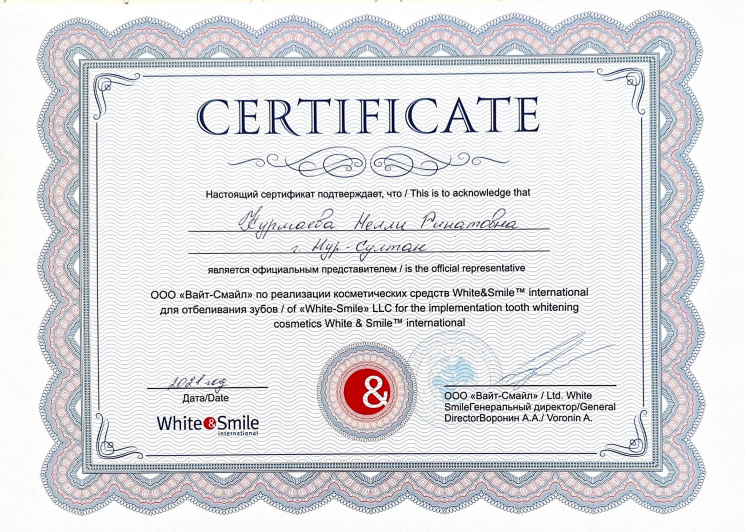 CERTIFICATE
Настоящий сертификат подтверждает, что / This is to acknowledge that
Курмаева Нелли Ринатовна
г. Нур-Султан
является официальным представителем / is the official representative
ООО «Вайт-Смайл» по реализации косметических средств White&Smile™ international
для отбеливания зубов / of «White-Smile» LLC for the implementation tooth whitening
cosmetics White & Smile™ international
2021 год
Дата/Date
White&Smile
international
&
ООО «Вайт-Смайл» / Ltd. White
SmileГенеральный директор/General
DirectorВоронин А.А./ Voronin A.